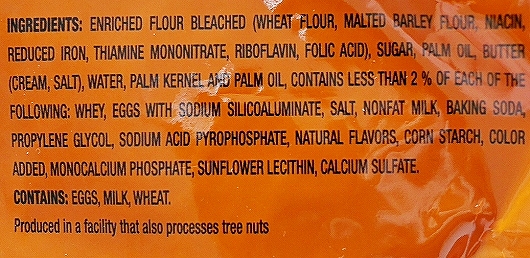 INGREDIENTS: ENRICHED FLOUR BLEACHED (WHEAT FLOUR, MALTED BARLEY FLOUR, NIACIN,
REDUCED IRON, THIAMINE MONONITRATE, RIBOFLAVIN, FOLIC ACID), SUGAR, PALM OIL, BUTTER
(CREAM, SALT), WATER, PALM KERNEL AND PALM OIL, CONTAINS LESS THAN 2 % OF EACH OF THE
FOLLOWING: WHEY, EGGS WITH SODIUM SILICOALUMINATE, SALT, NONFAT MILK, BAKING SODA,
PROPYLENE GLYCOL, SODIUM ACID PYROPHOSPHATE, NATURAL FLAVORS, CORN STARCH, COLOR
ADDED, MONOCALCIUM PHOSPHATE, SUNFLOWER LECITHIN, CALCIUM SULFATE.
CONTAINS: EGGS, MILK, WHEAT.
Produced in a facility that also processes tree nuts